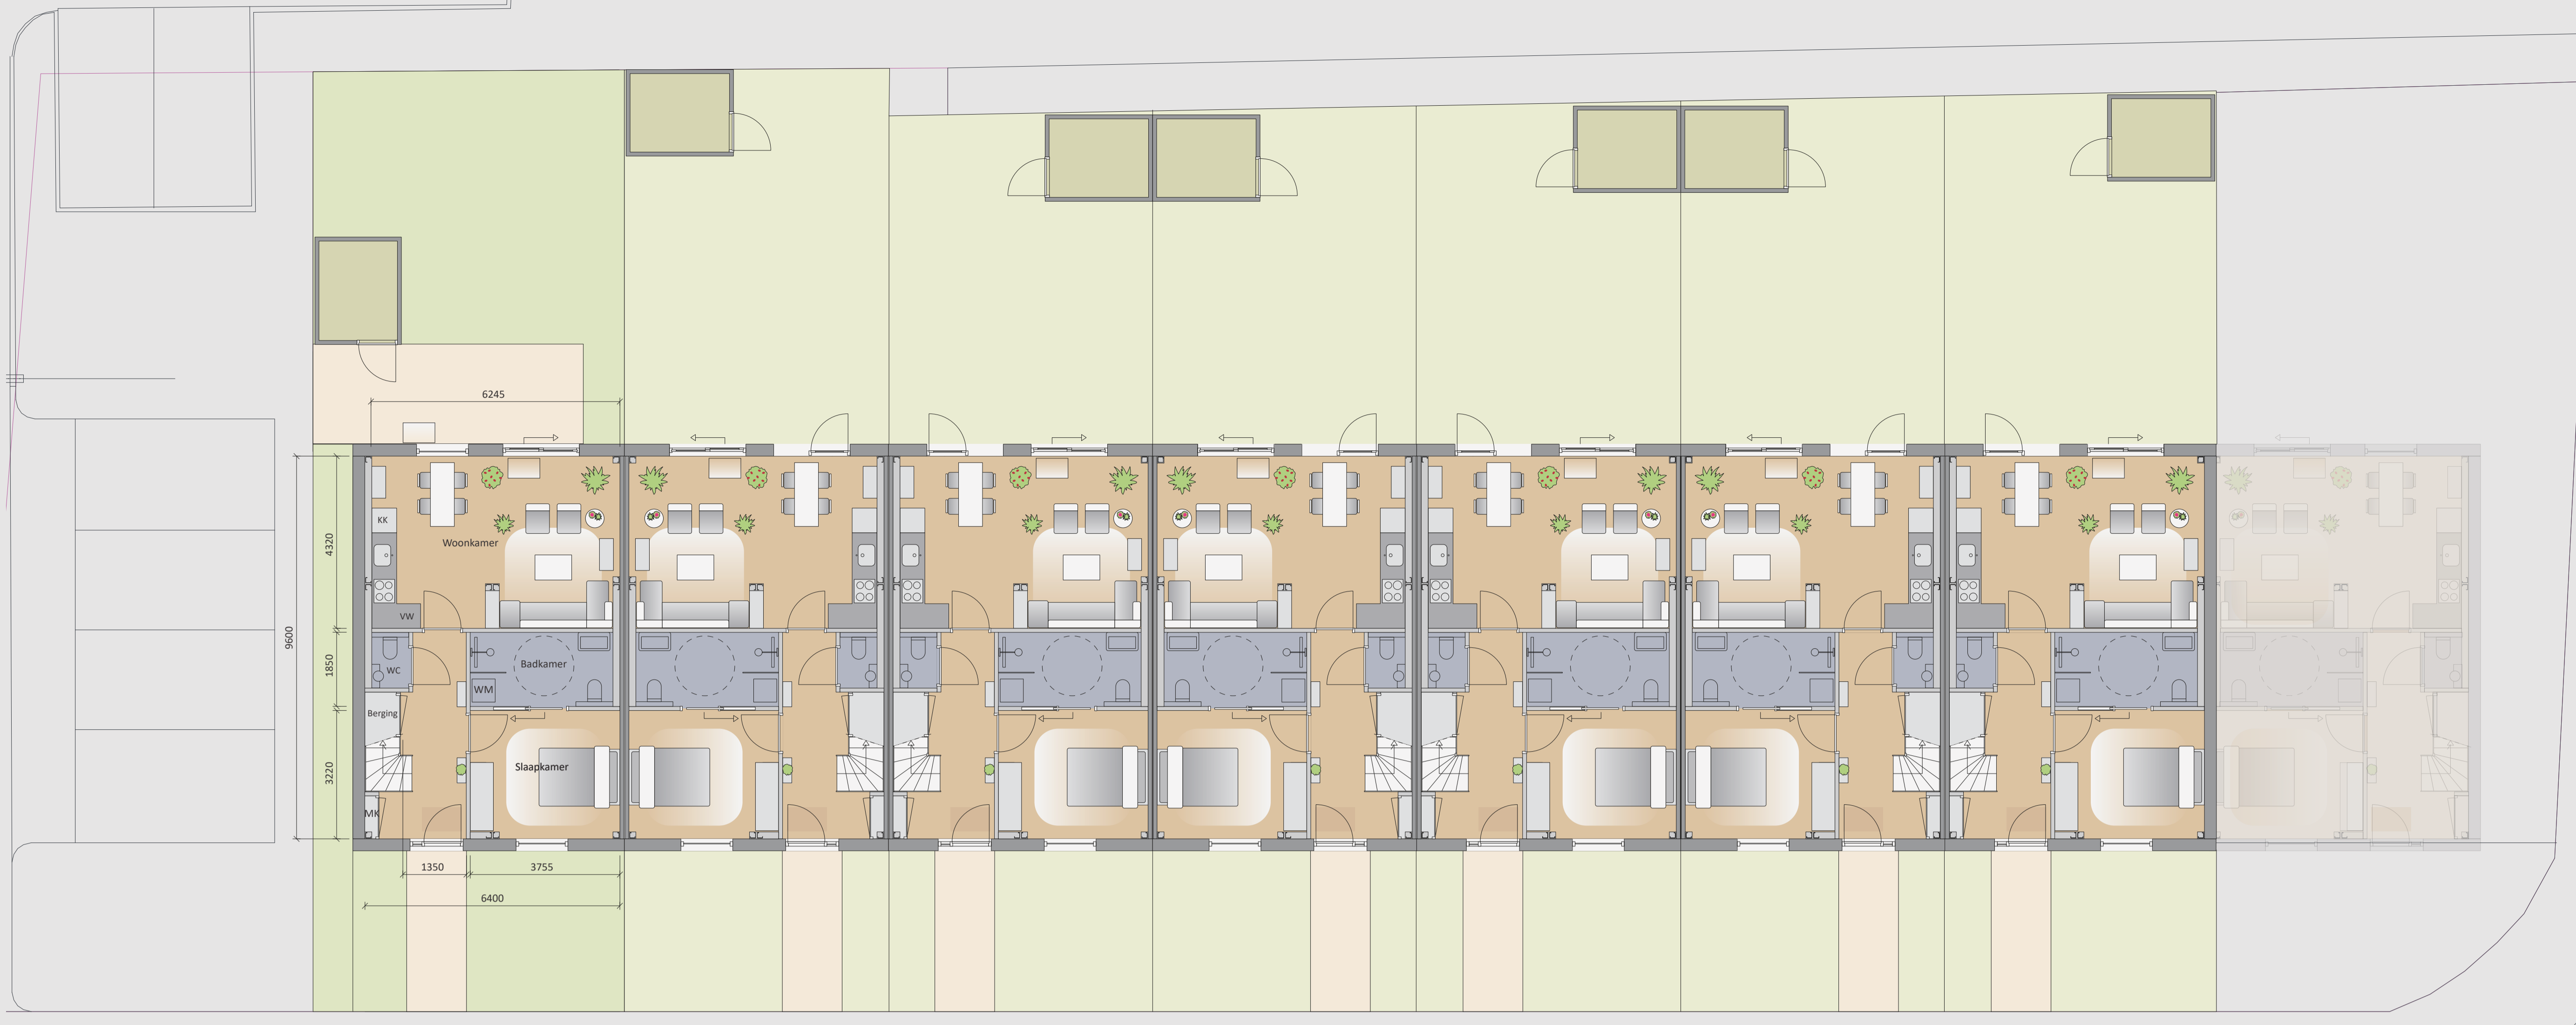 6245
KK
Woonkamer
4320
VW
9600
1850
WC
Badkamer
WM
Berging
3220
Slaapkamer
MK
1350
3755
6400